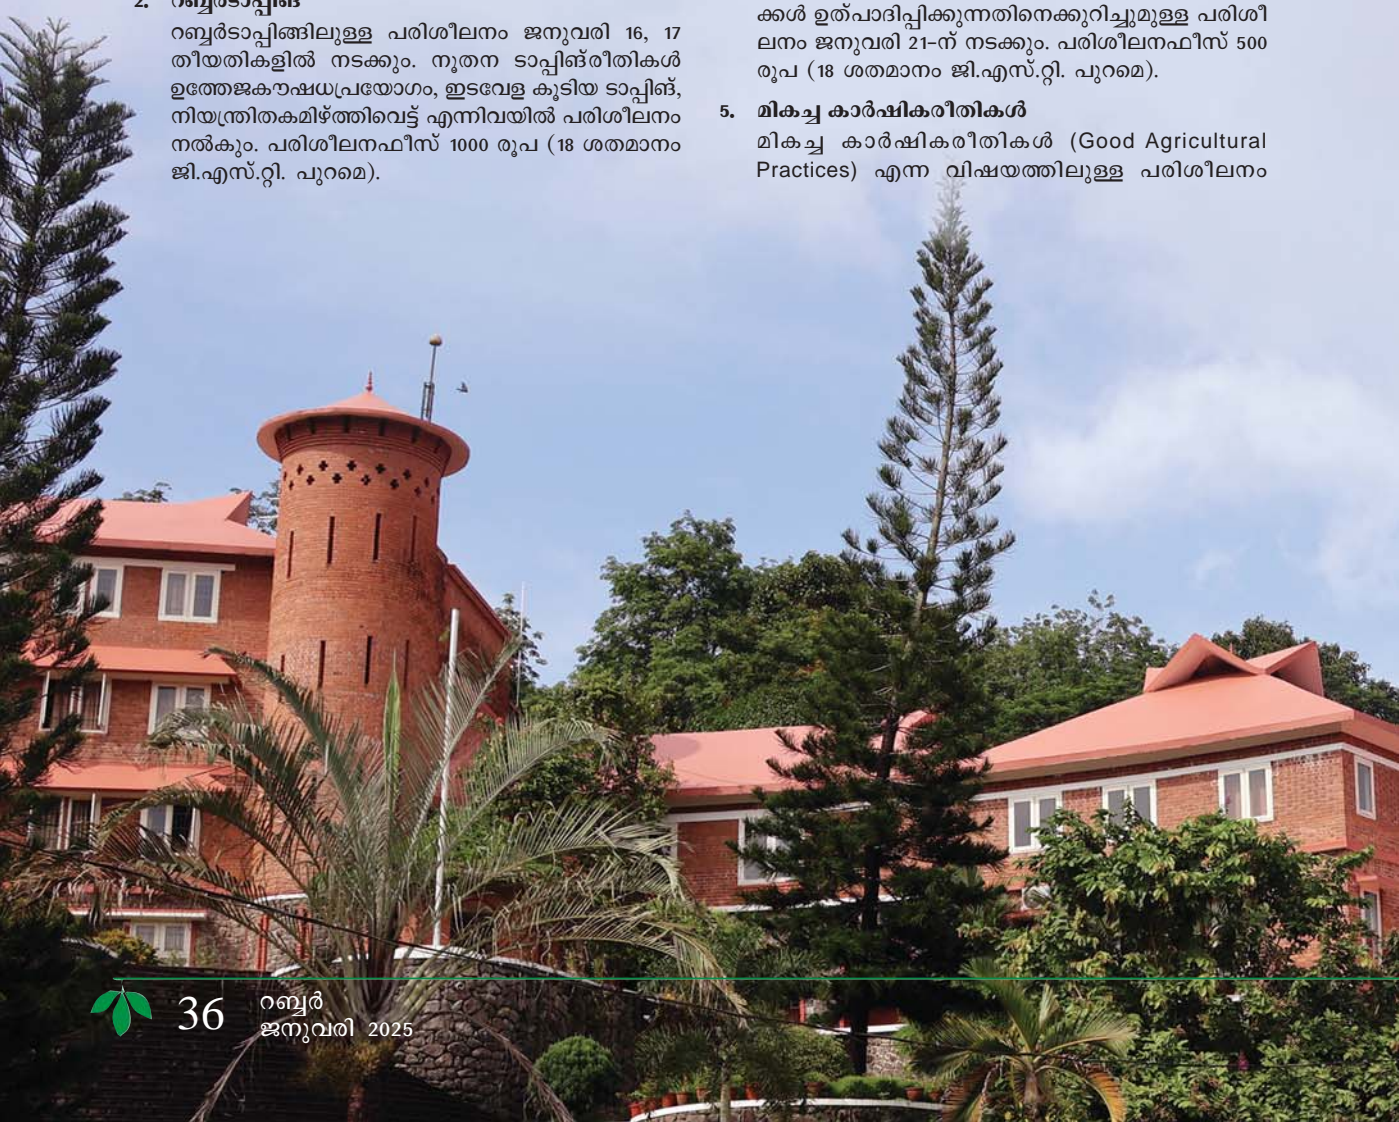 2. റബ്ബർടാപ്പിങ്
റബ്ബർടാപ്പിങ്ങിലുള്ള പരിശീലനം ജനുവരി 16, 17
തീയതികളിൽ നടക്കും. നൂതന ടാപ്പിങ്‌രീതികൾ
ഉത്തേജകൗഷധപ്രയോഗം, ഇടവേള കൂടിയ ടാപ്പിങ്,
നിയന്ത്രിതകമിഴ്ത്തിവെട്ട് എന്നിവയിൽ പരിശീലനം
നൽകും. പരിശീലനഫീസ് 1000 രൂപ (18 ശതമാനം
ജി.എസ്.റ്റി. പുറമെ).
ക്കൾ ഉത്പാദിപ്പിക്കുന്നതിനെക്കുറിച്ചുമുള്ള പരിശീ
ലനം ജനുവരി 21-ന് നടക്കും. പരിശീലനഫീസ് 500
രൂപ (18 ശതമാനം ജി.എസ്.റ്റി. പുറമെ).
5. മികച്ച കാർഷികരീതികൾ
മികച്ച കാർഷികരീതികൾ (Good Agricultural
Practices) എന്ന വിഷയത്തിലുള്ള പരിശീലനം
36 റബ്ബർ
ജനുവരി 2025